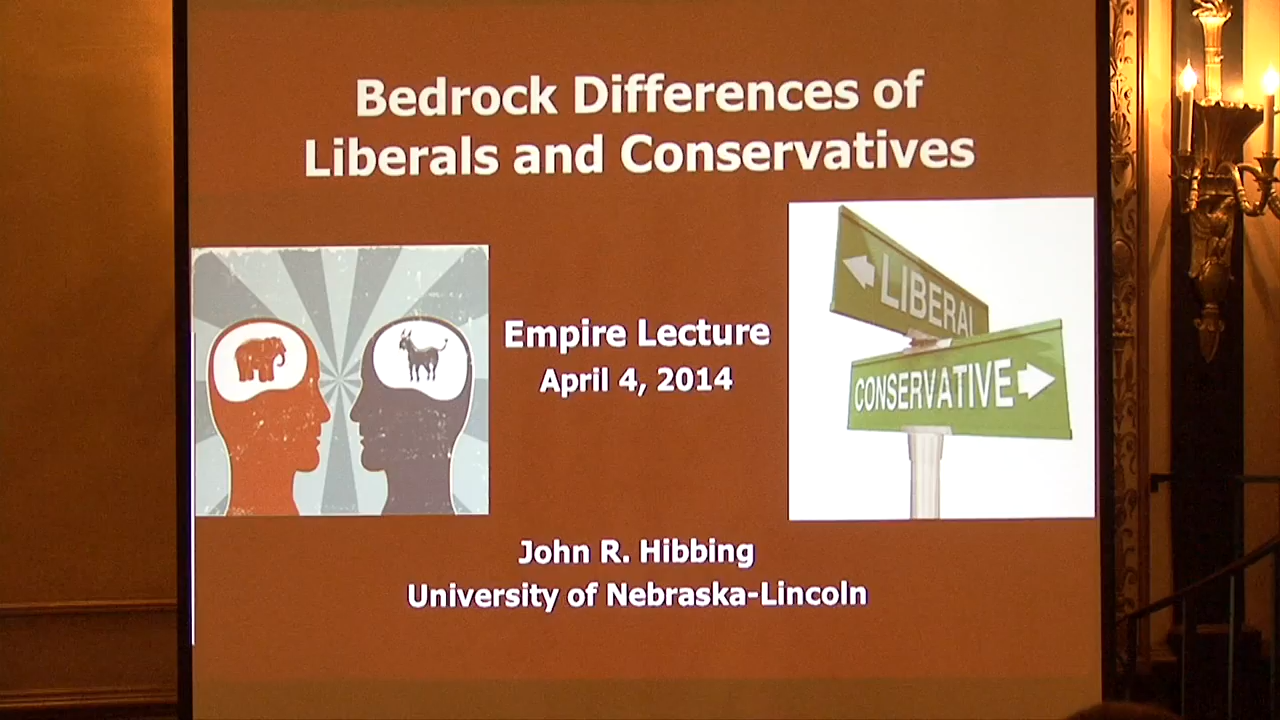 Bedrock Differences of
Liberals and Conservatives
LIBERAL
CONSERVATIVE
Empire Lecture
April 4, 2014
John R. Hibbing
University of Nebraska-Lincoln